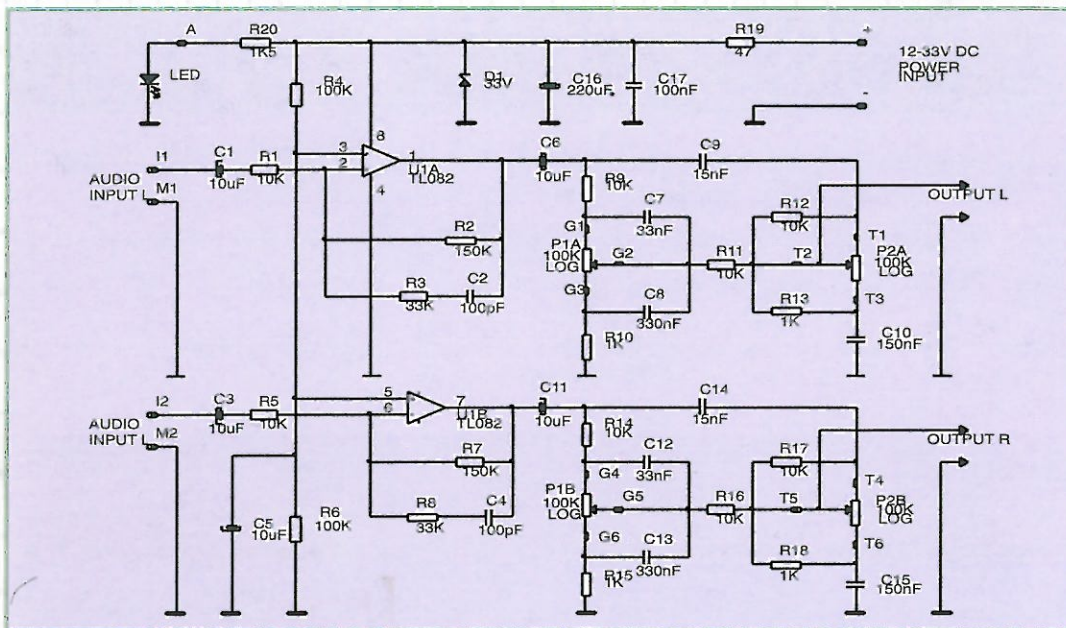 A
R20
1K5
LED
R4
100K
D1
33V
C16
220uF
C17
100nF
R19
47
+
12-33V DC
POWER
INPUT
-
I1
C1
10uF
R1
10K
AUDIO
INPUT L
M1
3
2
8
1
4
U1A
TL082
R2
150K
R3
33K
C2
100pF
C6
10uF
C9
15nF
R9
10K
C7
33nF
G1
P1A
100K
LOG
G2
G3
C8
330nF
R10
1K
R11
10K
R12
10K
T2
R13
1K
T1
P2A
100K
LOG
T3
C10
150nF
OUTPUT L
I2
C3
10uF
R5
10K
AUDIO
INPUT L
M2
5
6
7
U1B
TL082
R7
150K
R8
33K
C4
100pF
C5
10uF
R6
100K
C11
10uF
C14
15nF
R14
10K
C12
33nF
G4
P1B
100K
LOG
G5
G6
C13
330nF
R15
1K
R16
10K
R17
10K
T5
R18
1K
T4
P2B
100K
LOG
T6
C15
150nF
OUTPUT R